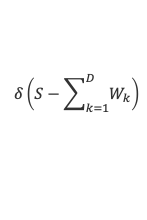 δ(S − ∑_{k=1}^{D} W_k)